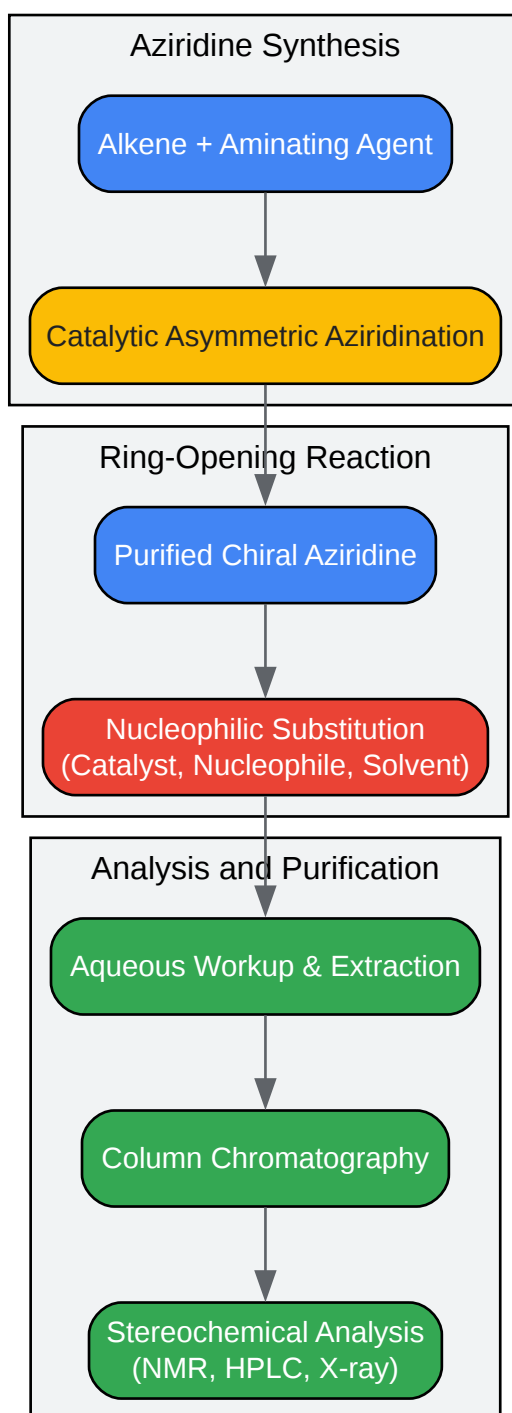 Aziridine Synthesis
Alkene + Aminating Agent
Catalytic Asymmetric Aziridination
Ring-Opening Reaction
Purified Chiral Aziridine
Nucleophilic Substitution
(Catalyst, Nucleophile, Solvent)
Analysis and Purification
Aqueous Workup & Extraction
Column Chromatography
Stereochemical Analysis
(NMR, HPLC, X-ray)